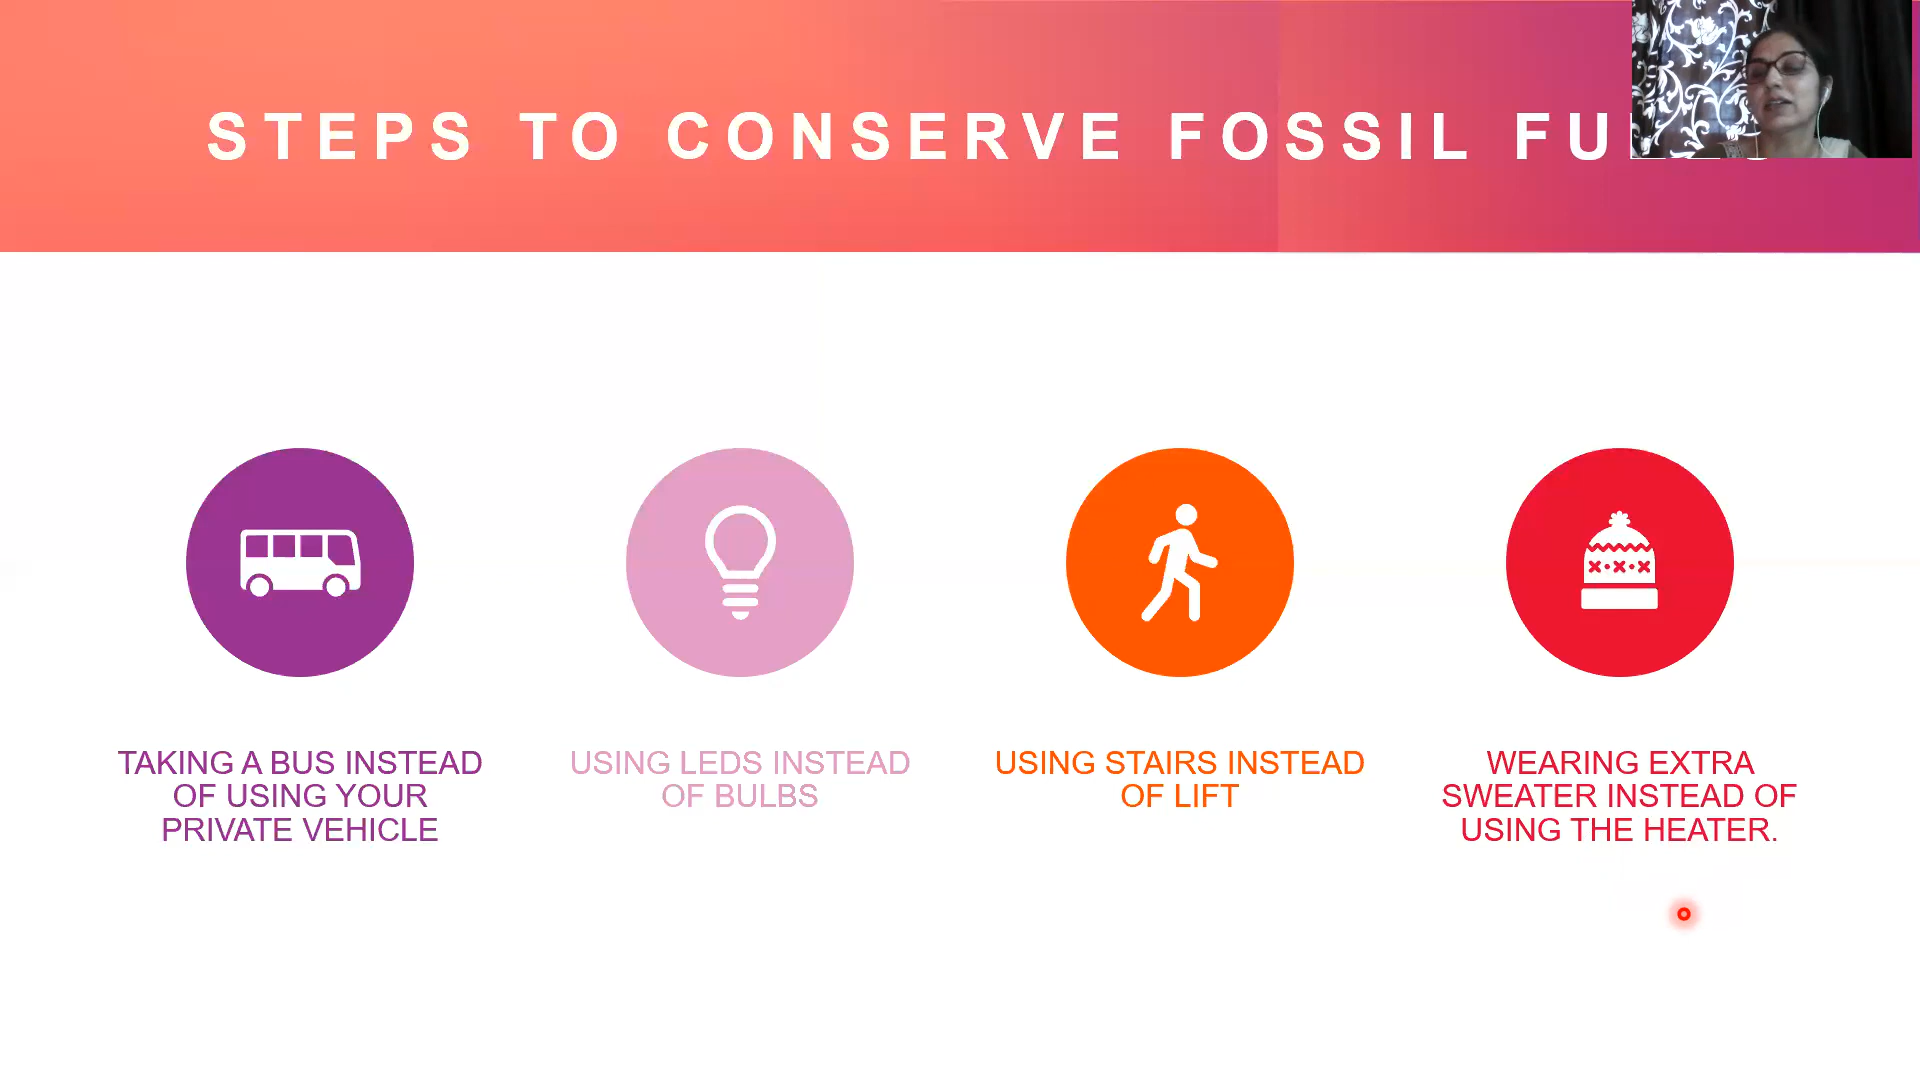 STEPS TO CONSERVE FOSSIL
TAKING A BUS INSTEAD
OF USING YOUR
PRIVATE VEHICLE
USING LEDS INSTEAD
OF BULBS
USING STAIRS INSTEAD
OF LIFT
WEARING EXTRA
SWEATER INSTEAD OF
USING THE HEATER.